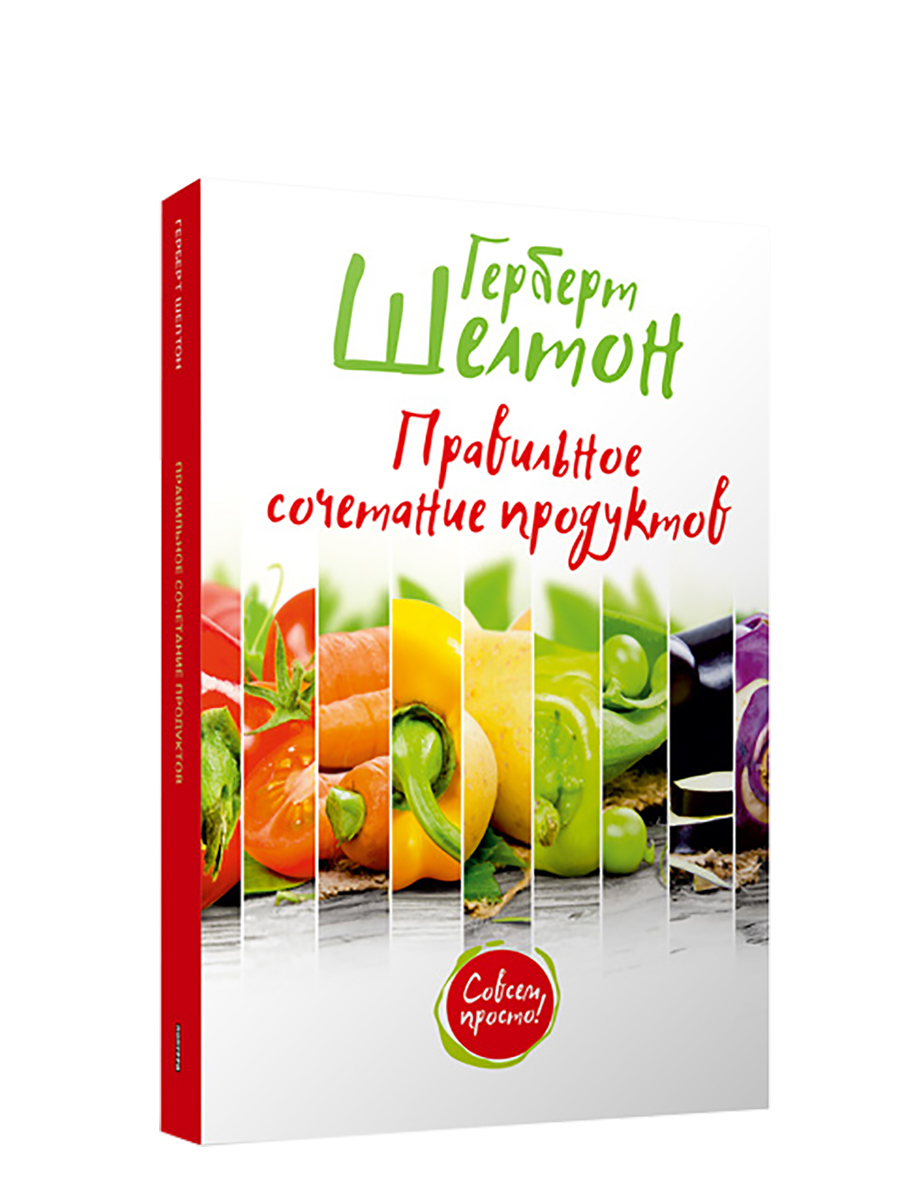 Герберт
Шелтон
Правильное
сочетание продуктов
Совсем
просто!
ГЕРБЕРТ ШЕЛТОН
ПРАВИЛЬНОЕ СОЧЕТАНИЕ ПРОДУКТОВ